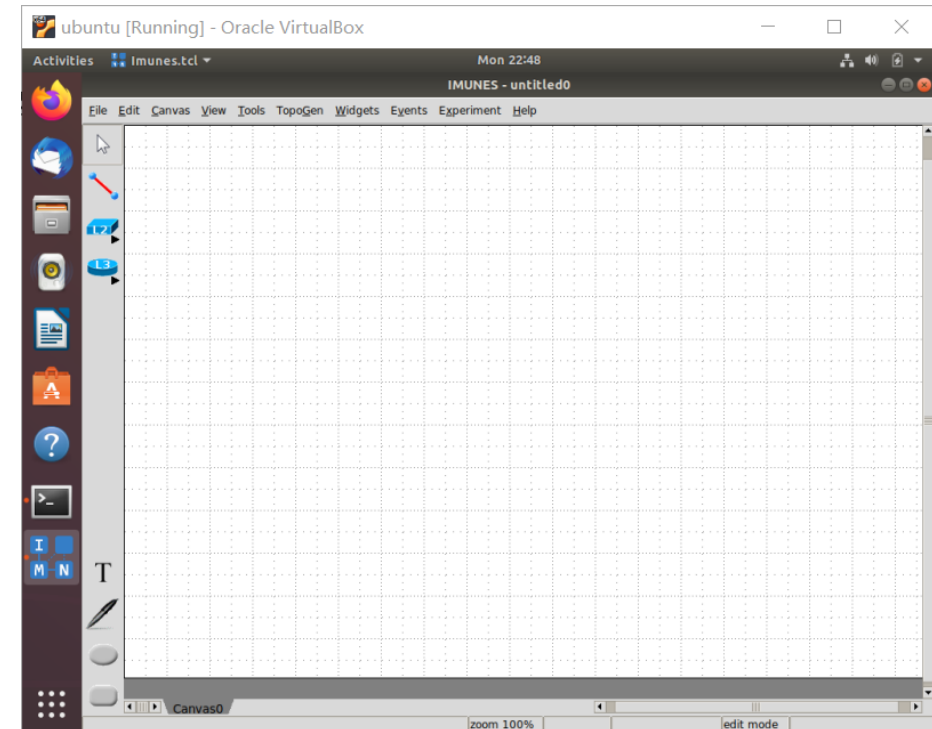 ubuntu [Running] - Oracle VirtualBox
Activities Imunes.tcl Mon 22:48
IMUNES - untitled0
File Edit Canvas View Tools TopoGen Widgets Events Experiment Help
L2
L3
A
?
>_
I
M N
T
Canvas0
zoom 100% edit mode